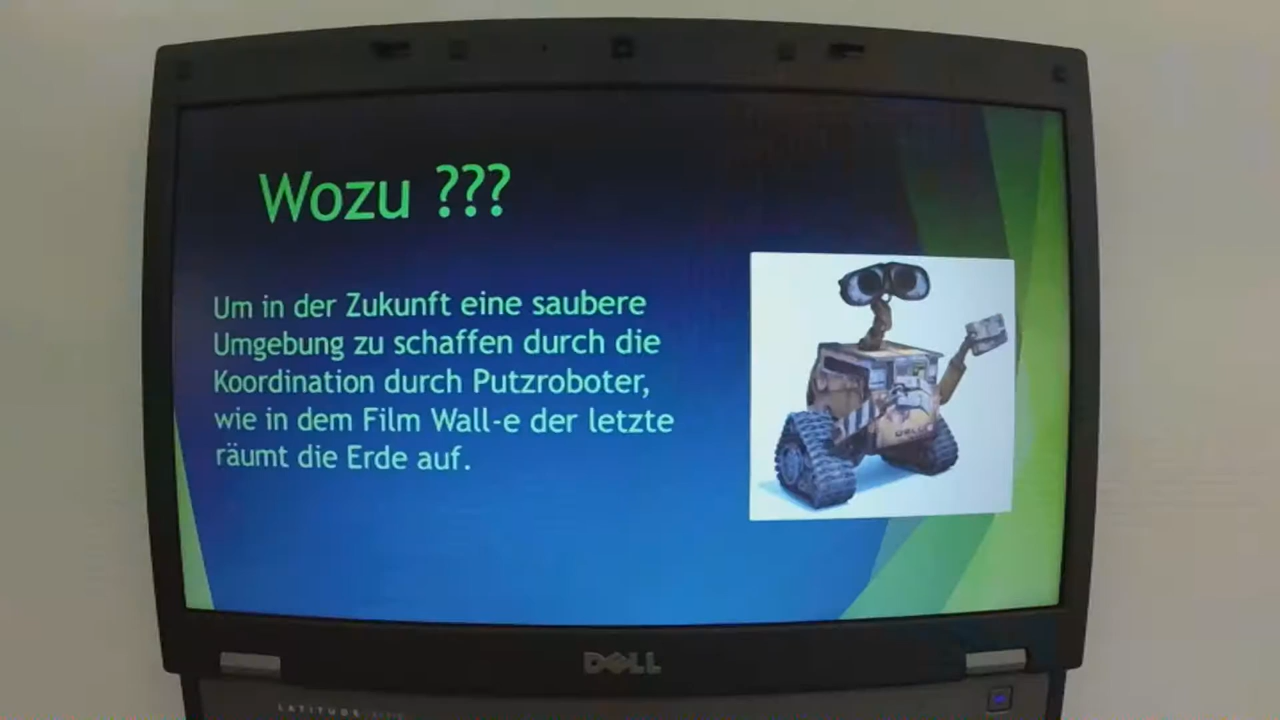 Wozu ???
Um in der Zukunft eine saubere
Umgebung zu schaffen durch die
Koordination durch Putzroboter,
wie in dem Film Wall-e der letzte
räumt die Erde auf.
DELL
LATITUDE